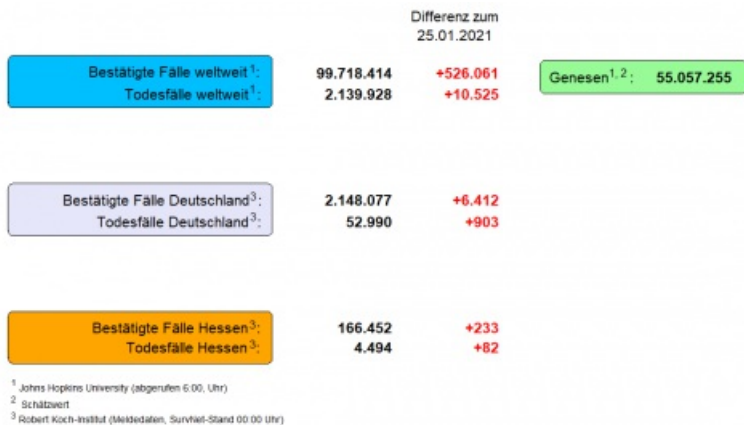 Differenz zum
25.01.2021
Bestätigte Fälle weltweit¹: 99.718.414 +526.061
Todesfälle weltweit¹: 2.139.928 +10.525
Genesen¹˒ ²: 55.057.255
Bestätigte Fälle Deutschland³: 2.148.077 +6.412
Todesfälle Deutschland³: 52.990 +903
Bestätigte Fälle Hessen³: 166.452 +233
Todesfälle Hessen³: 4.494 +82
¹ Johns Hopkins University (abgerufen 6:00, Uhr)
² Schätzwert
³ Robert Koch-Institut (Meldedaten, SurvNet-Stand 00:00 Uhr)